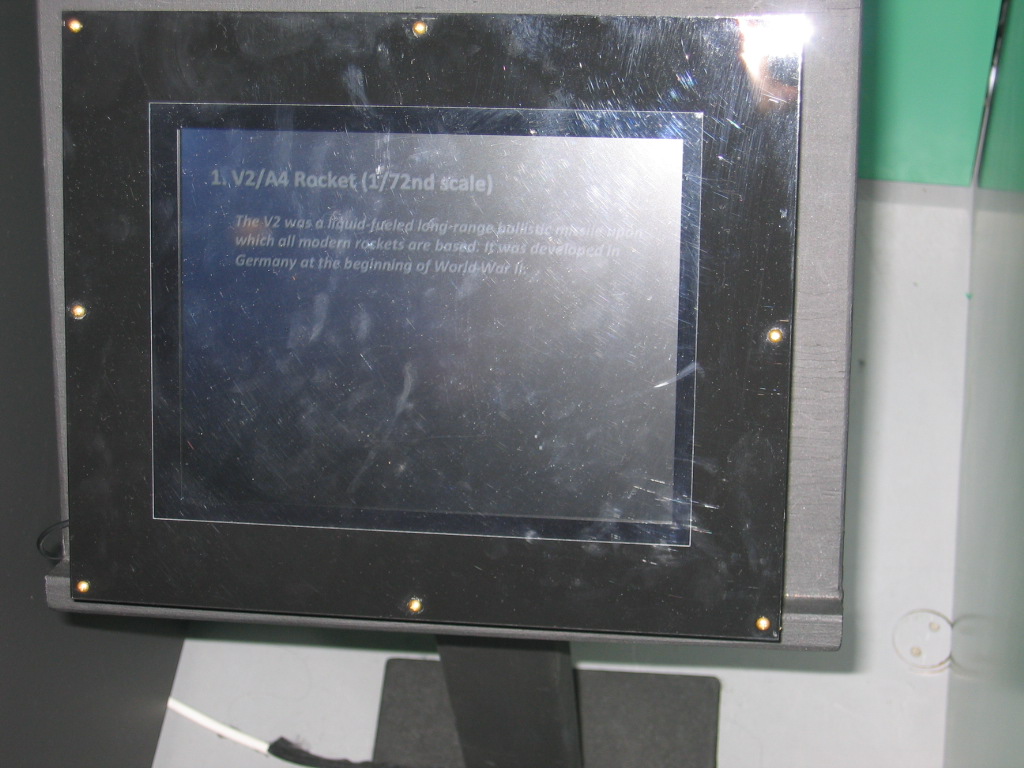 1. V2/A4 Rocket (1/72nd scale)
The V2 was a liquid-fueled long-range ballistic missile upon
which all modern rockets are based. It was developed in
Germany at the beginning of World War II.